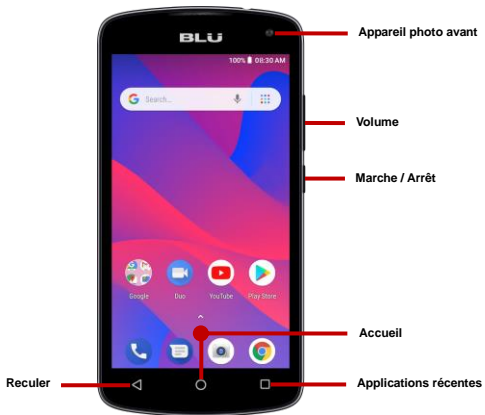 Appareil photo avant
BLU
100% 08:30 AM
Search...
Volume
Marche / Arrêt
Google Duo YouTube Play Store
Accueil
Reculer
Applications récentes